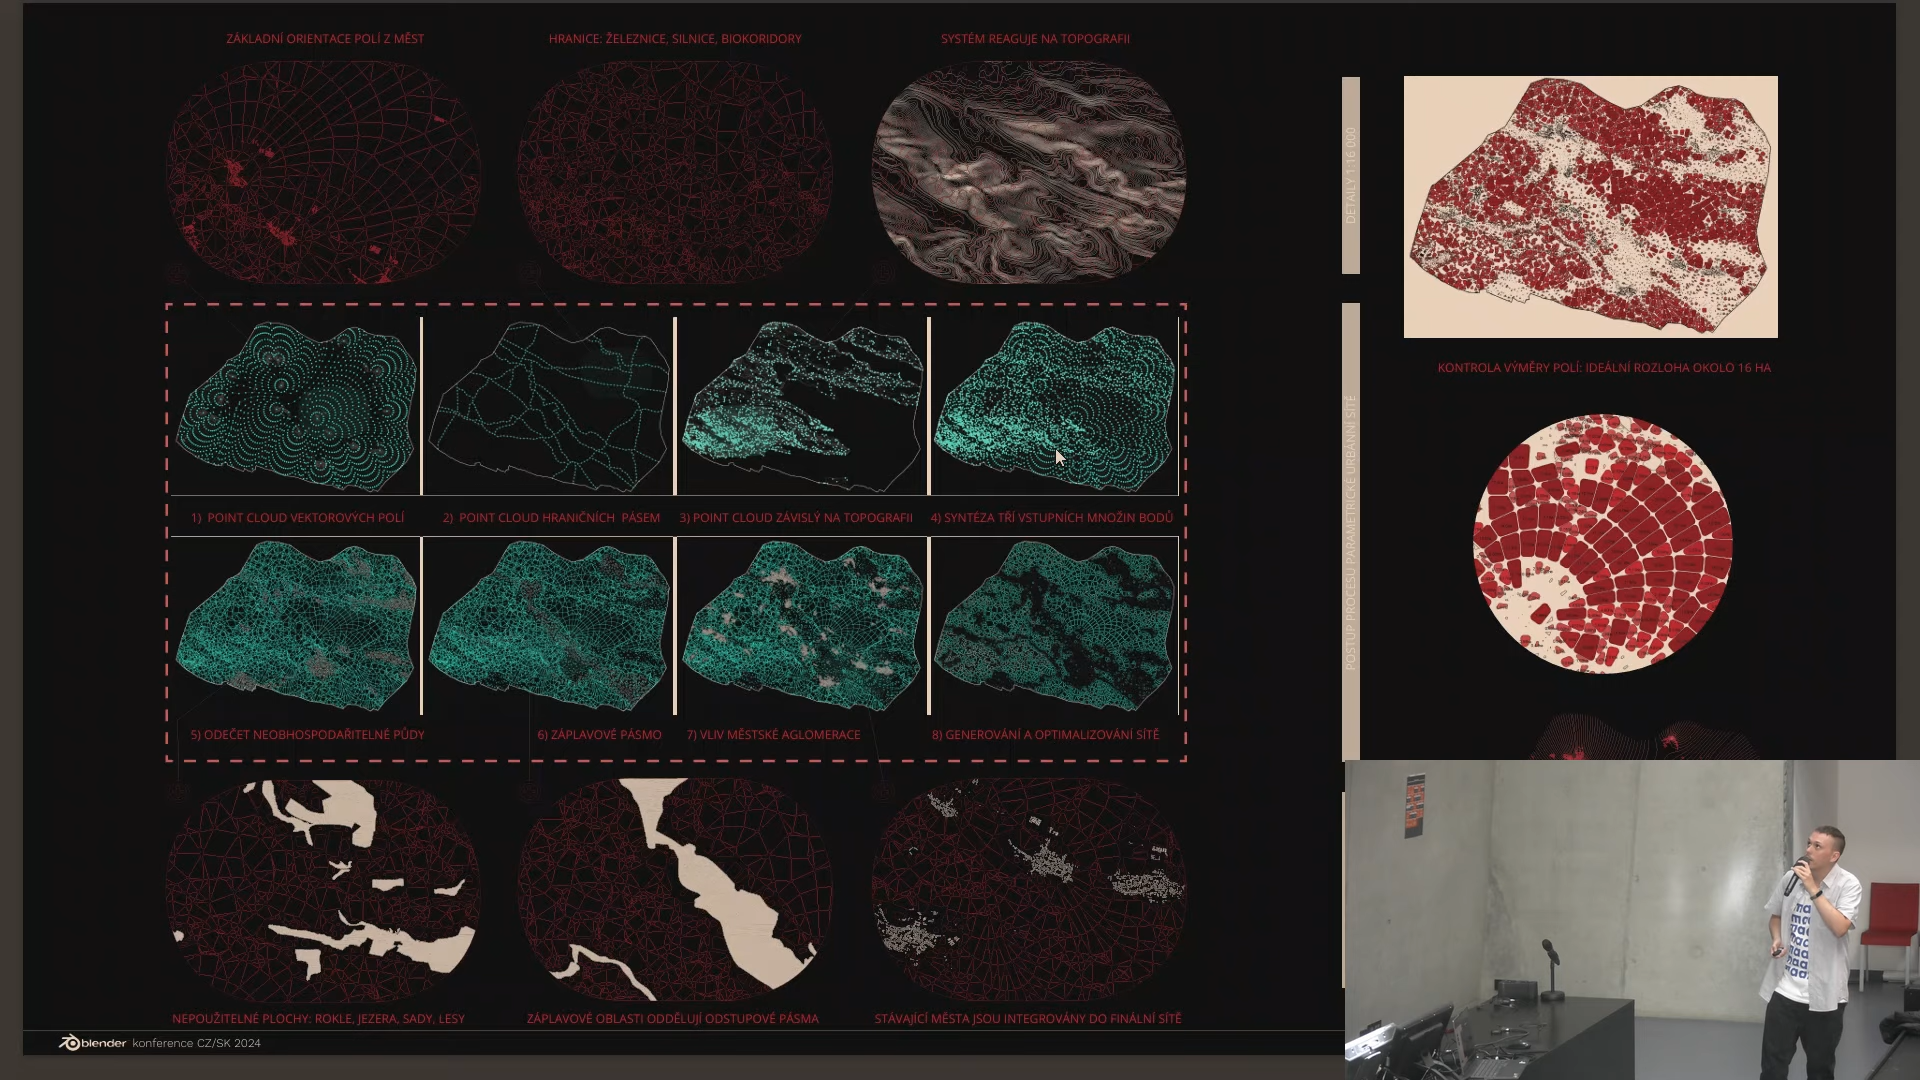 ZÁKLADNÍ ORIENTACE POLÍ Z MĚST
HRANICE: ŽELEZNICE, SILNICE, BIOKORIDORY
SYSTÉM REAGUJE NA TOPOGRAFII
DETAILY 1:16 000
KONTROLA VÝMĚRY POLÍ: IDEÁLNÍ ROZLOHA OKOLO 16 HA
POSTUP PROCESU PARAMETRICKÉ URBÁNNÍ SÍTĚ
1) POINT CLOUD VEKTOROVÝCH POLÍ
2) POINT CLOUD HRANIČNÍCH PÁSEM
3) POINT CLOUD ZÁVISLÝ NA TOPOGRAFII
4) SYNTÉZA TŘÍ VSTUPNÍCH MNOŽIN BODŮ
5) ODEČET NEOBHOSPODAŘITELNÉ PŮDY
6) ZÁPLAVOVÉ PÁSMO
7) VLIV MĚSTSKÉ AGLOMERACE
8) GENEROVÁNÍ A OPTIMALIZOVÁNÍ SÍTĚ
NEPOUŽITELNÉ PLOCHY: ROKLE, JEZERA, SADY, LESY
ZÁPLAVOVÉ OBLASTI ODDĚLUJÍ ODSTUPOVÉ PÁSMA
STÁVAJÍCÍ MĚSTA JSOU INTEGROVÁNY DO FINÁLNÍ SÍTĚ
blender konference CZ/SK 2024